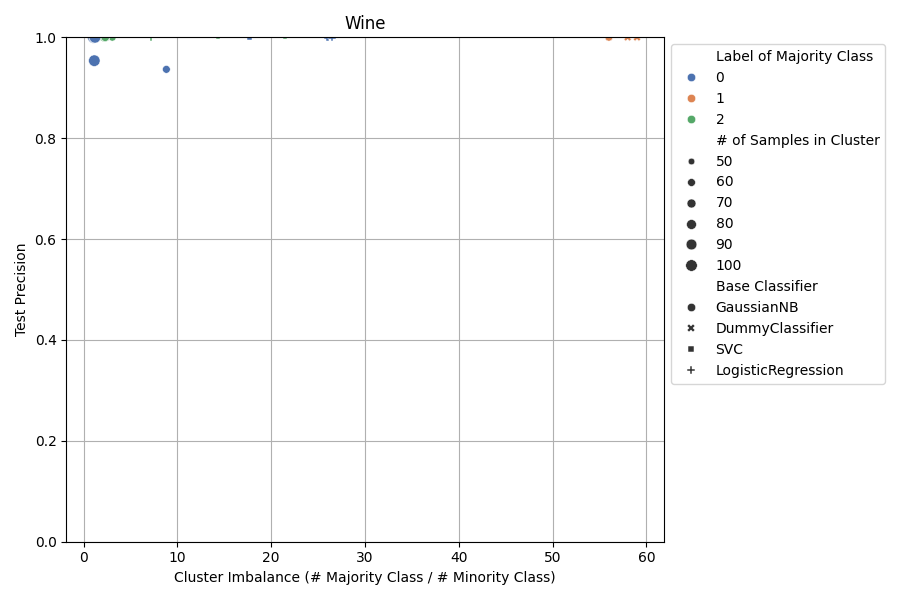 Wine
1.0
0.8
0.6
0.4
0.2
0.0
Test Precision
0 10 20 30 40 50 60
Cluster Imbalance (# Majority Class / # Minority Class)
Label of Majority Class
0
1
2
# of Samples in Cluster
50
60
70
80
90
100
Base Classifier
GaussianNB
DummyClassifier
SVC
LogisticRegression